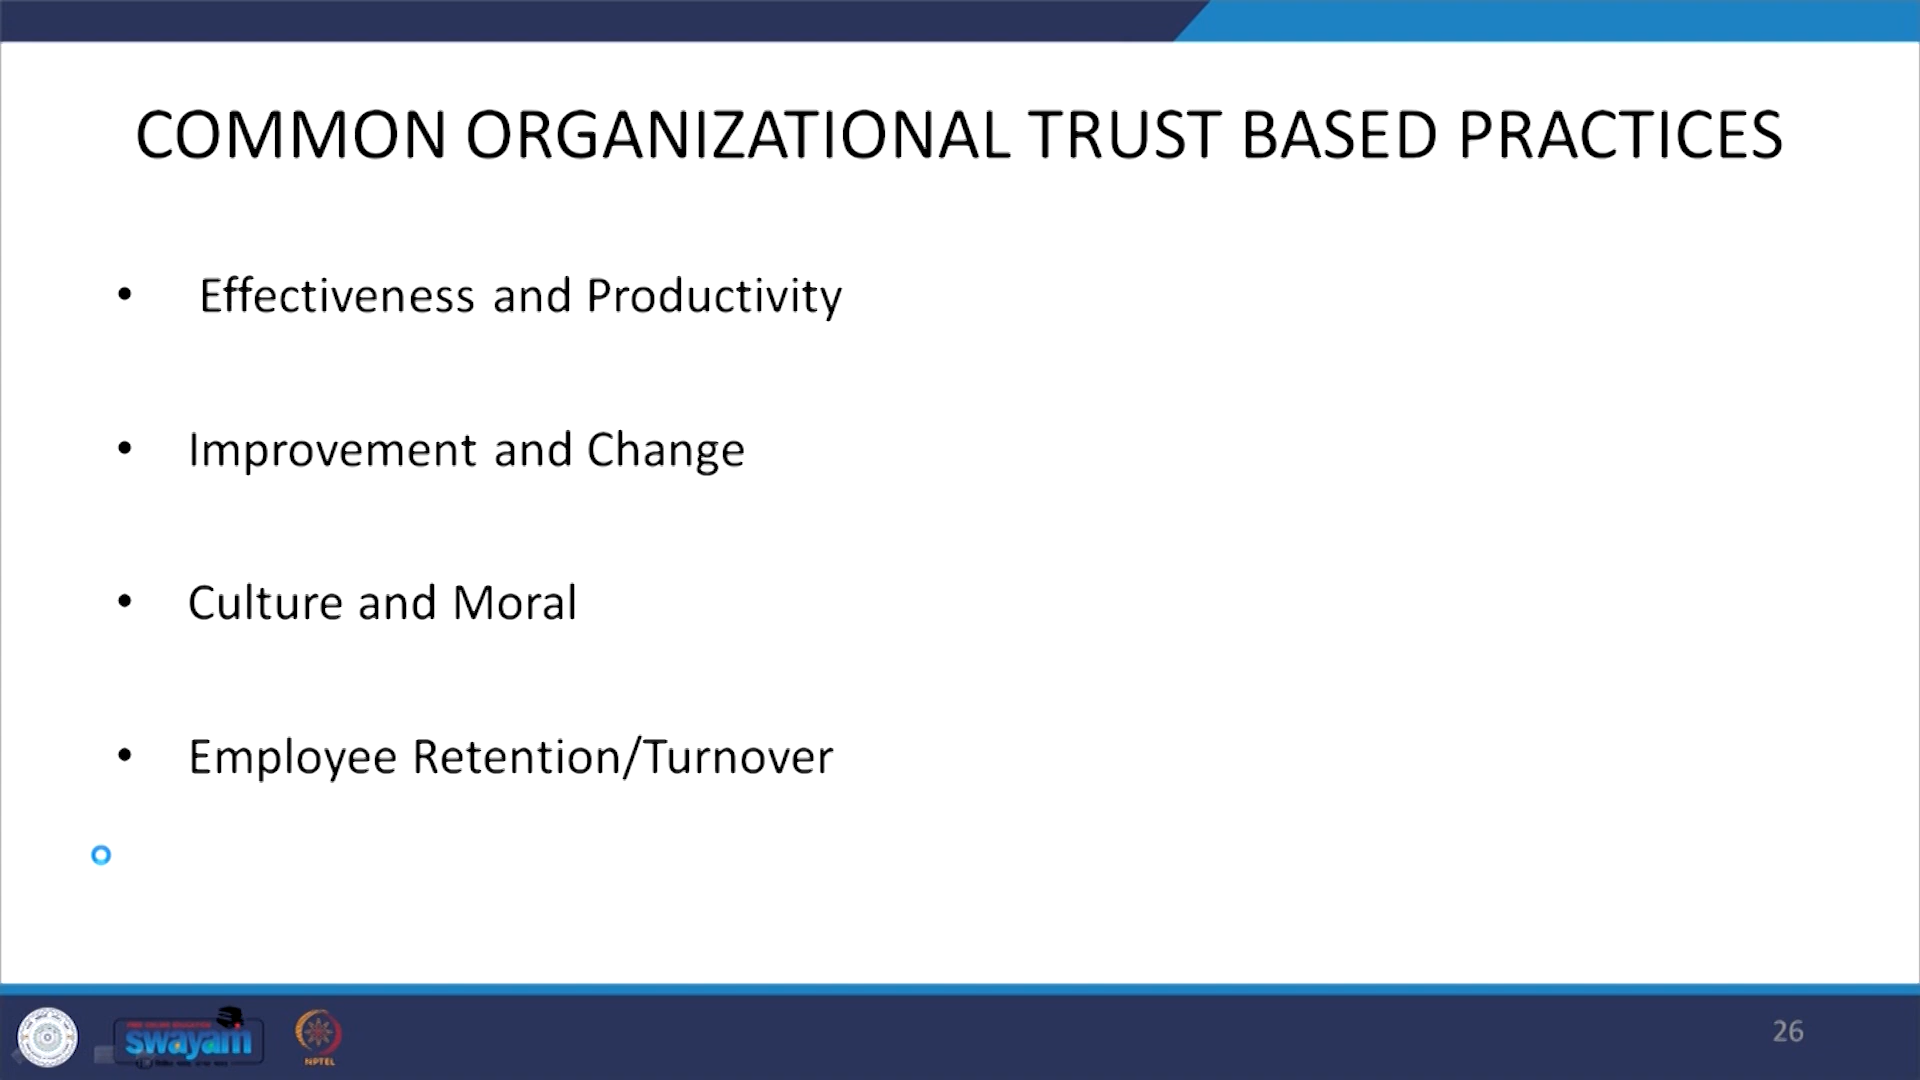 COMMON ORGANIZATIONAL TRUST BASED PRACTICES
• Effectiveness and Productivity
• Improvement and Change
• Culture and Moral
• Employee Retention/Turnover
swayam
NPTEL
26